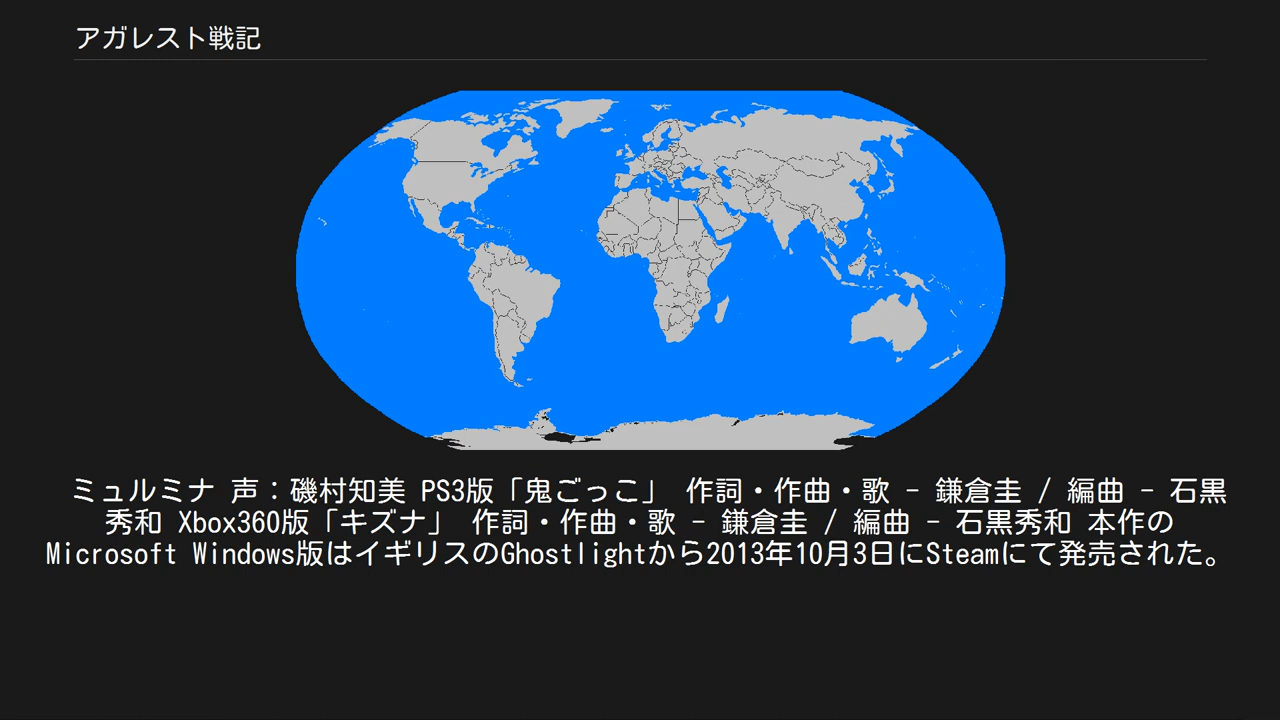 アガレスト戦記
ミュルミナ 声：磯村知美 PS3版「鬼ごっこ」 作詞・作曲・歌 - 鎌倉圭 / 編曲 - 石黒
秀和 Xbox360版「キズナ」 作詞・作曲・歌 - 鎌倉圭 / 編曲 - 石黒秀和 本作の
Microsoft Windows版はイギリスのGhostlightから2013年10月3日にSteamにて発売された。